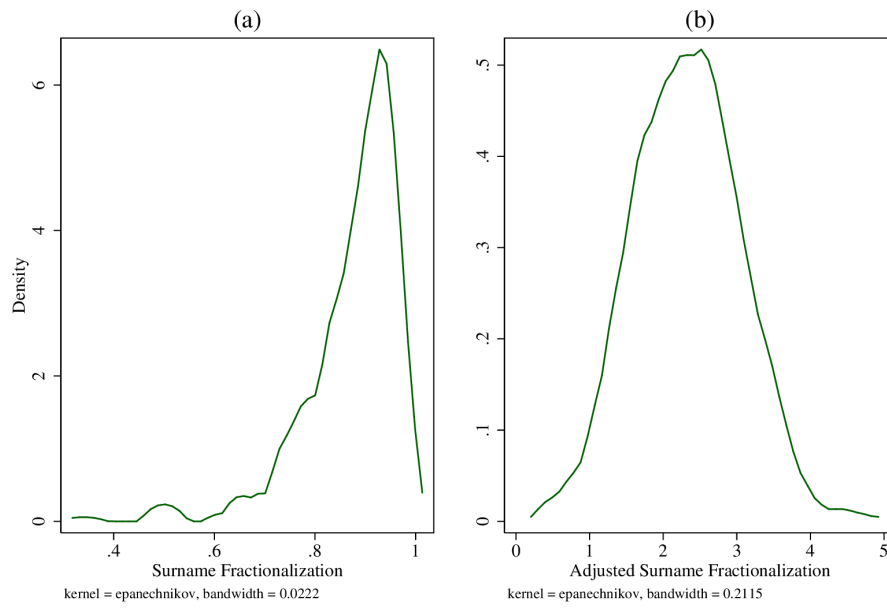 (a)
(b)
Density
0
2
4
6
.4
.6
.8
1
Surname Fractionalization
kernel = epanechnikov, bandwidth = 0.0222
0
.1
.2
.3
.4
.5
0
1
2
3
4
5
Adjusted Surname Fractionalization
kernel = epanechnikov, bandwidth = 0.2115